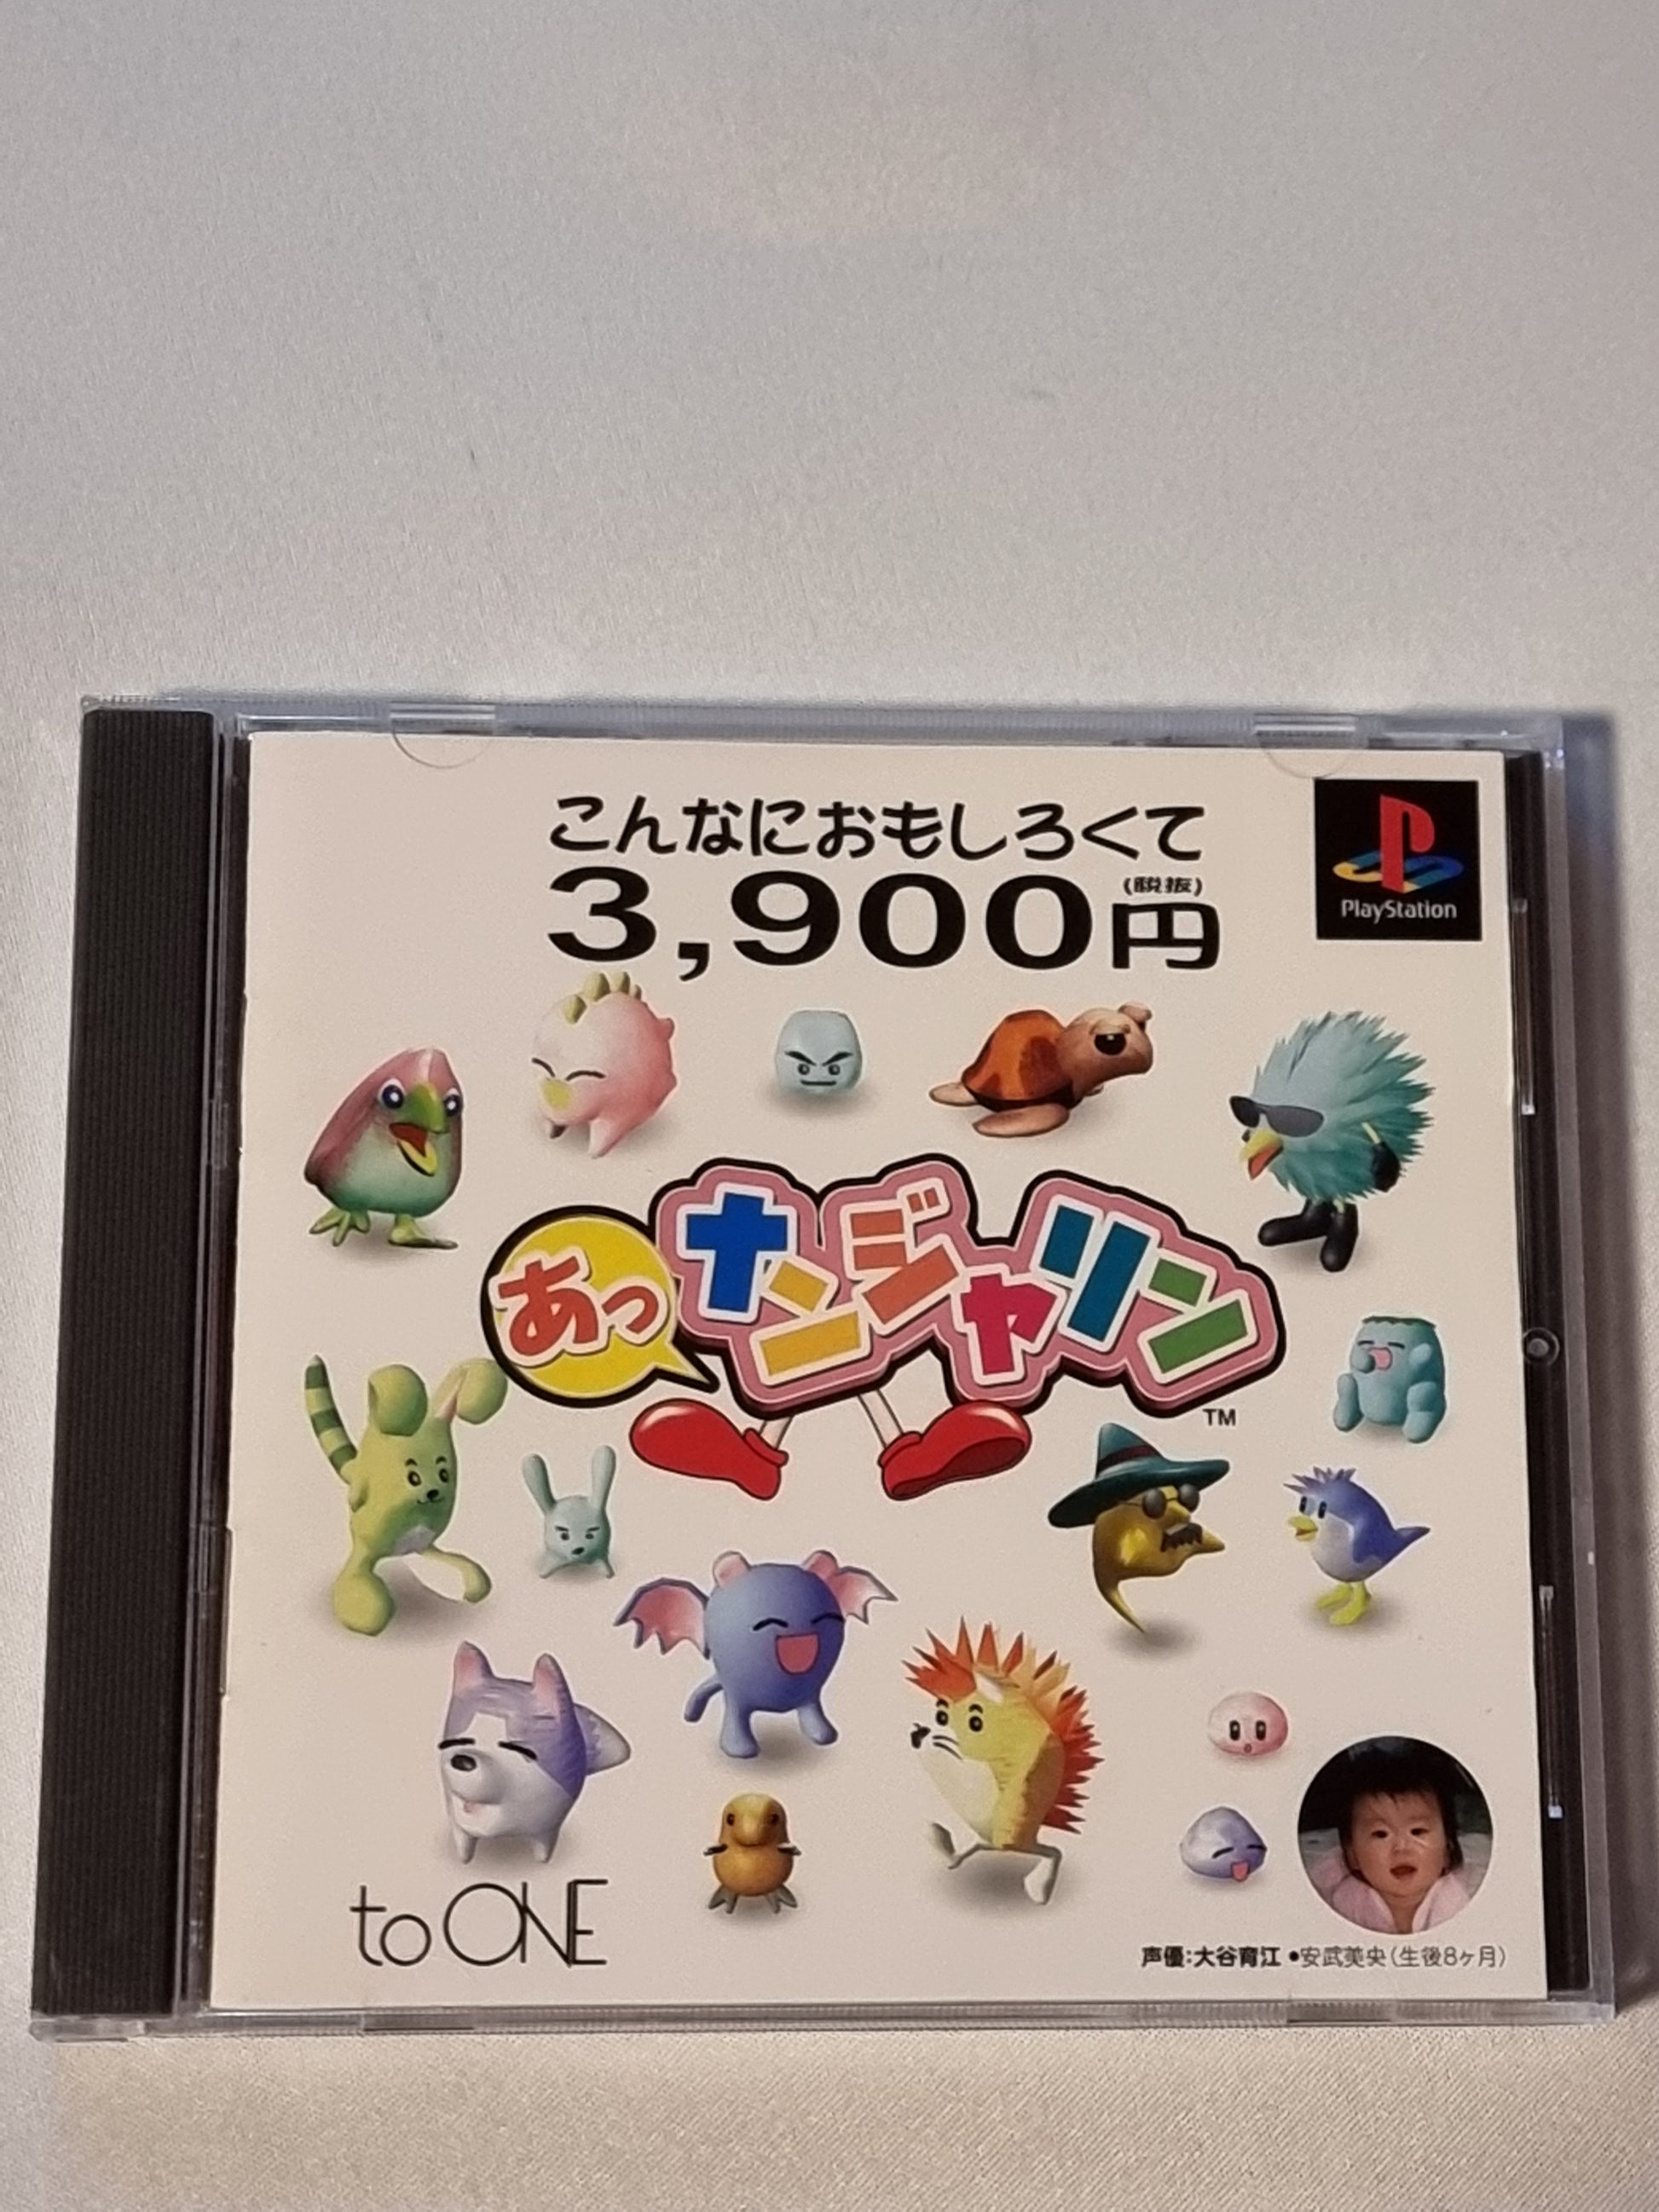 こんなにおもしろくて
3,900円
(税抜)
PlayStation
あっ
ナンジャリン
TM
to ONE
声優:大谷育江 •安武美央(生後8ヶ月)